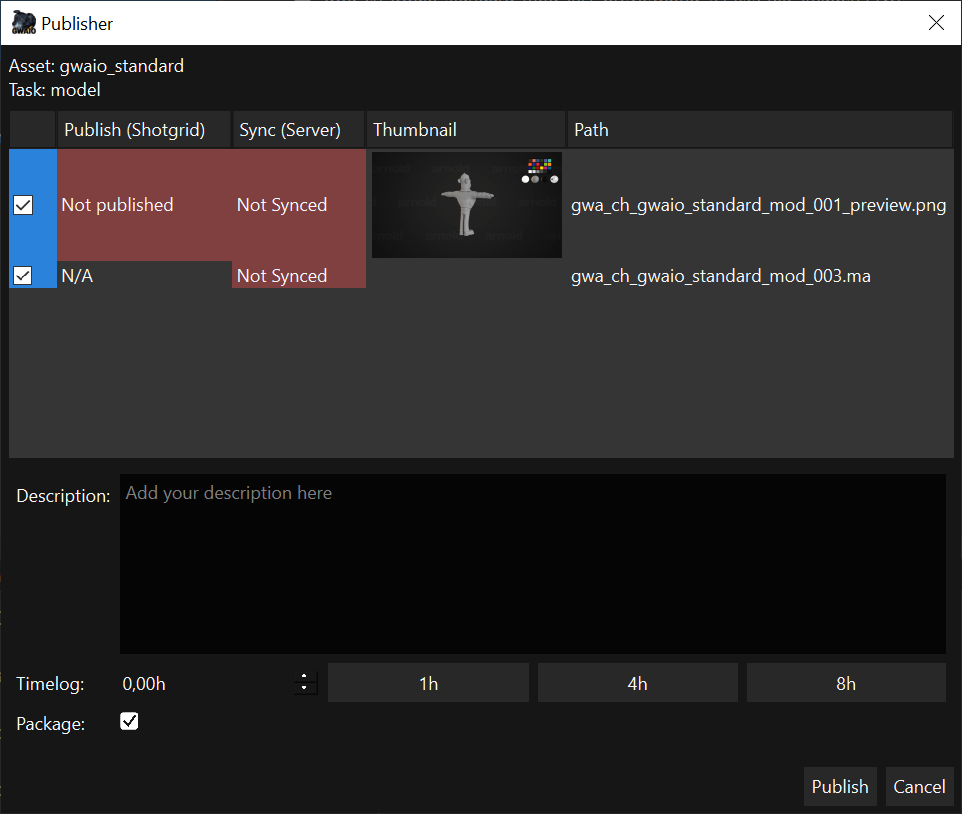 GWAIO Publisher
Asset: gwaio_standard
Task: model
Publish (Shotgrid) Sync (Server) Thumbnail Path
Not published Not Synced gwa_ch_gwaio_standard_mod_001_preview.png
N/A Not Synced gwa_ch_gwaio_standard_mod_003.ma
Description: Add your description here
Timelog: 0,00h 1h 4h 8h
Package:
Publish Cancel